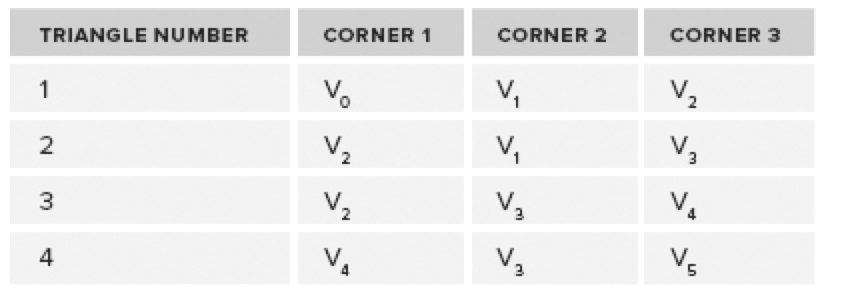 TRIANGLE NUMBER CORNER 1 CORNER 2 CORNER 3
1 V₀ V₁ V₂
2 V₂ V₁ V₃
3 V₂ V₃ V₄
4 V₄ V₃ V₅